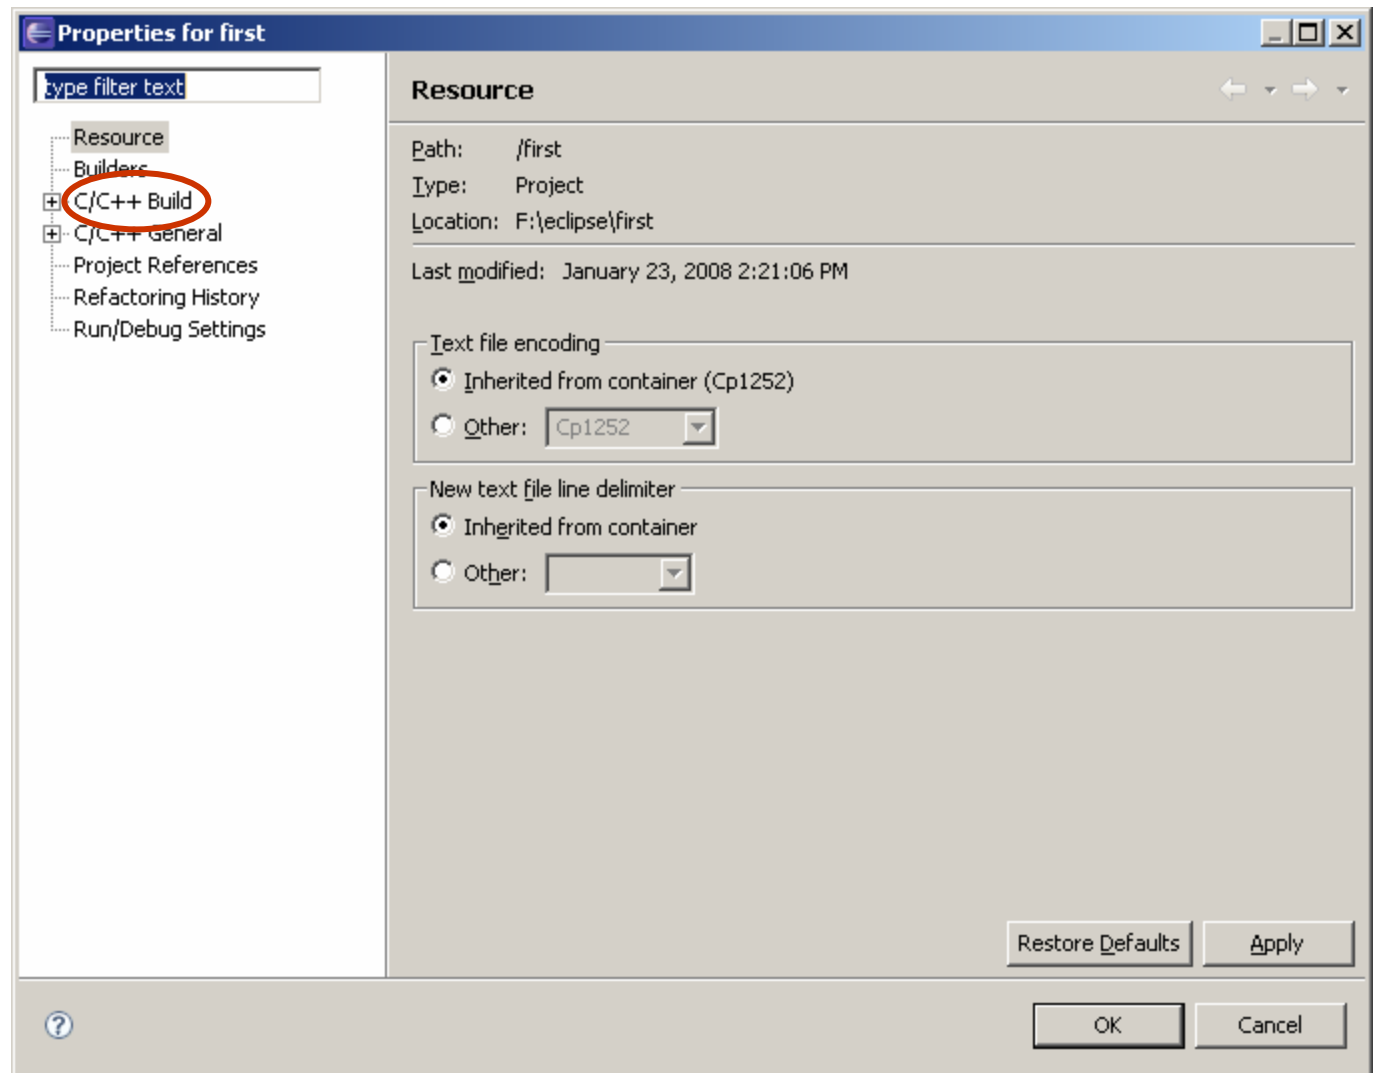 Properties for first
type filter text
Resource
Builders
C/C++ Build
C/C++ General
Project References
Refactoring History
Run/Debug Settings
Resource
Path: /first
Type: Project
Location: F:\eclipse\first
Last modified: January 23, 2008 2:21:06 PM
Text file encoding
Inherited from container (Cp1252)
Other: Cp1252
New text file line delimiter
Inherited from container
Other:
Restore Defaults Apply
OK Cancel